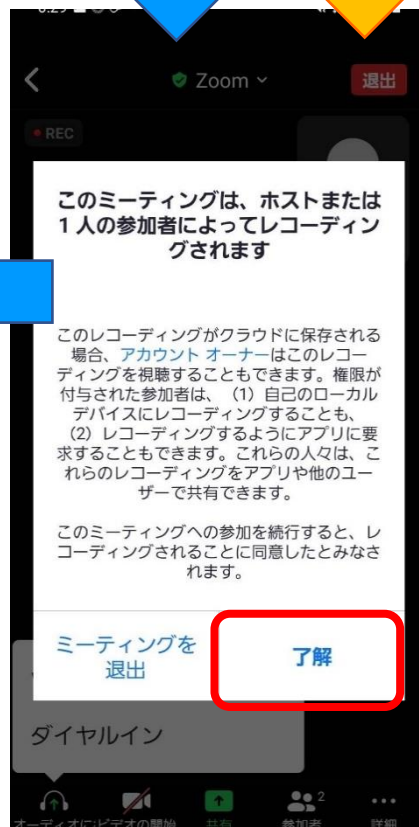 Zoom
退出
REC
このミーティングは、ホストまたは
1人の参加者によってレコーディン
グされます
このレコーディングがクラウドに保存される
場合、アカウント オーナーはこのレコー
ディングを視聴することもできます。権限が
付与された参加者は、（1）自己のローカル
デバイスにレコーディングすることも、
（2）レコーディングするようにアプリに要
求することもできます。これらの人々は、こ
れらのレコーディングをアプリや他のユー
ザーで共有できます。
このミーティングへの参加を続行すると、レ
コーディングされることに同意したとみなさ
れます。
ミーティングを
退出
了解
ダイヤルイン
2
オーディオに ビデオの開始 共有 参加者 詳細